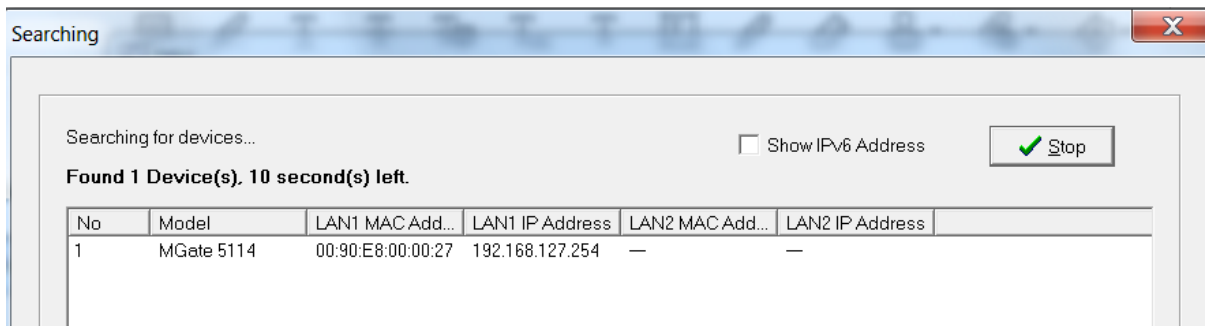 Searching
Searching for devices...
Show IPv6 Address
Stop
Found 1 Device(s), 10 second(s) left.
No Model LAN1 MAC Add... LAN1 IP Address LAN2 MAC Add... LAN2 IP Address
1 MGate 5114 00:90:E8:00:00:27 192.168.127.254 — —